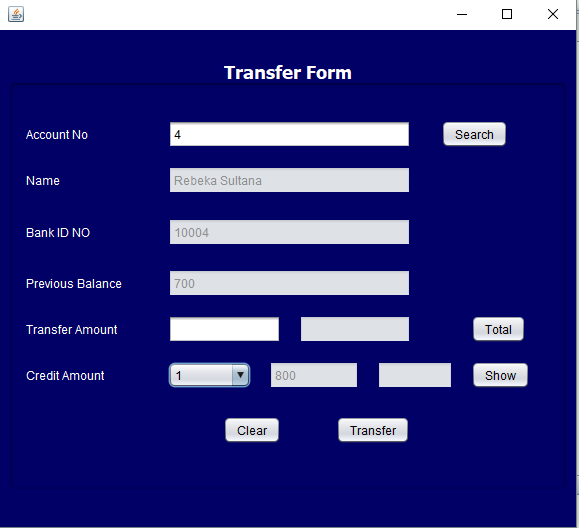 Transfer Form
Account No 4 Search
Name Rebeka Sultana
Bank ID NO 10004
Previous Balance 700
Transfer Amount Total
Credit Amount 1 800 Show
Clear Transfer